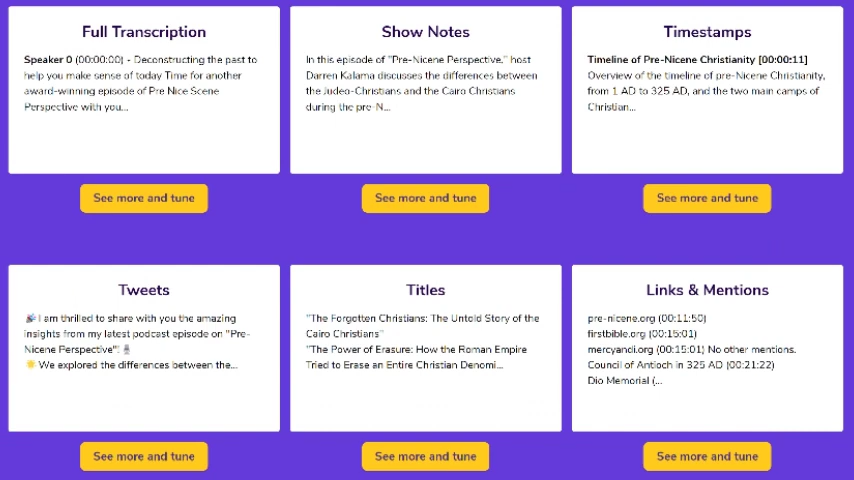 Full Transcription
Speaker 0 (00:00:00) - Deconstructing the past to
help you make sense of today Time for another
award-winning episode of Pre Nice Scene
Perspective with you...
See more and tune
Show Notes
In this episode of "Pre-Nicene Perspective," host
Darren Kalama discusses the differences between
the Judeo-Christians and the Cairo Christians
during the pre-N...
See more and tune
Timestamps
Timeline of Pre-Nicene Christianity [00:00:11]
Overview of the timeline of pre-Nicene Christianity,
from 1 AD to 325 AD, and the two main camps of
Christian...
See more and tune
Tweets
🎉 I am thrilled to share with you the amazing
insights from my latest podcast episode on "Pre-
Nicene Perspective"! 🎙️
🌟 We explored the differences between the...
See more and tune
Titles
"The Forgotten Christians: The Untold Story of the
Cairo Christians"
"The Power of Erasure: How the Roman Empire
Tried to Erase an Entire Christian Denomi...
See more and tune
Links & Mentions
pre-nicene.org (00:11:50)
firstbible.org (00:15:01)
mercyandi.org (00:15:01) No other mentions.
Council of Antioch in 325 AD (00:21:22)
Dio Memorial (...
See more and tune